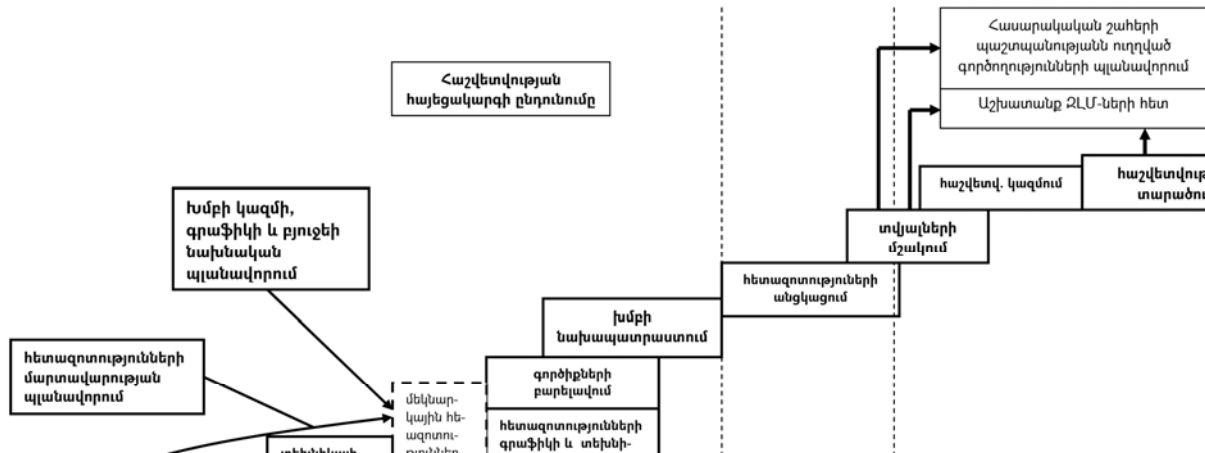 Հասարակական շահերի
պաշտպանությանն ուղղված
գործողությունների պլանավորում
Աշխատանք ԶԼՄ-ների հետ
Հաշվետվության
հայեցակարգի ընդունումը
հաշվետվ. կազմում
տարածու
Խմբի կազմի,
գրաֆիկի և բյուջեի
նախնական
պլանավորում
տվյալների
մշակում
հետազոտություների
անցկացում
խմբի
նախապատրաստում
հետազոտությունների
մարտավարության
պլանավորում
գործիքների
բարելավում
մեկնար-
կային հե-
ազոտու-
հետազոտությունների
գրաֆիկի և տեխնի-